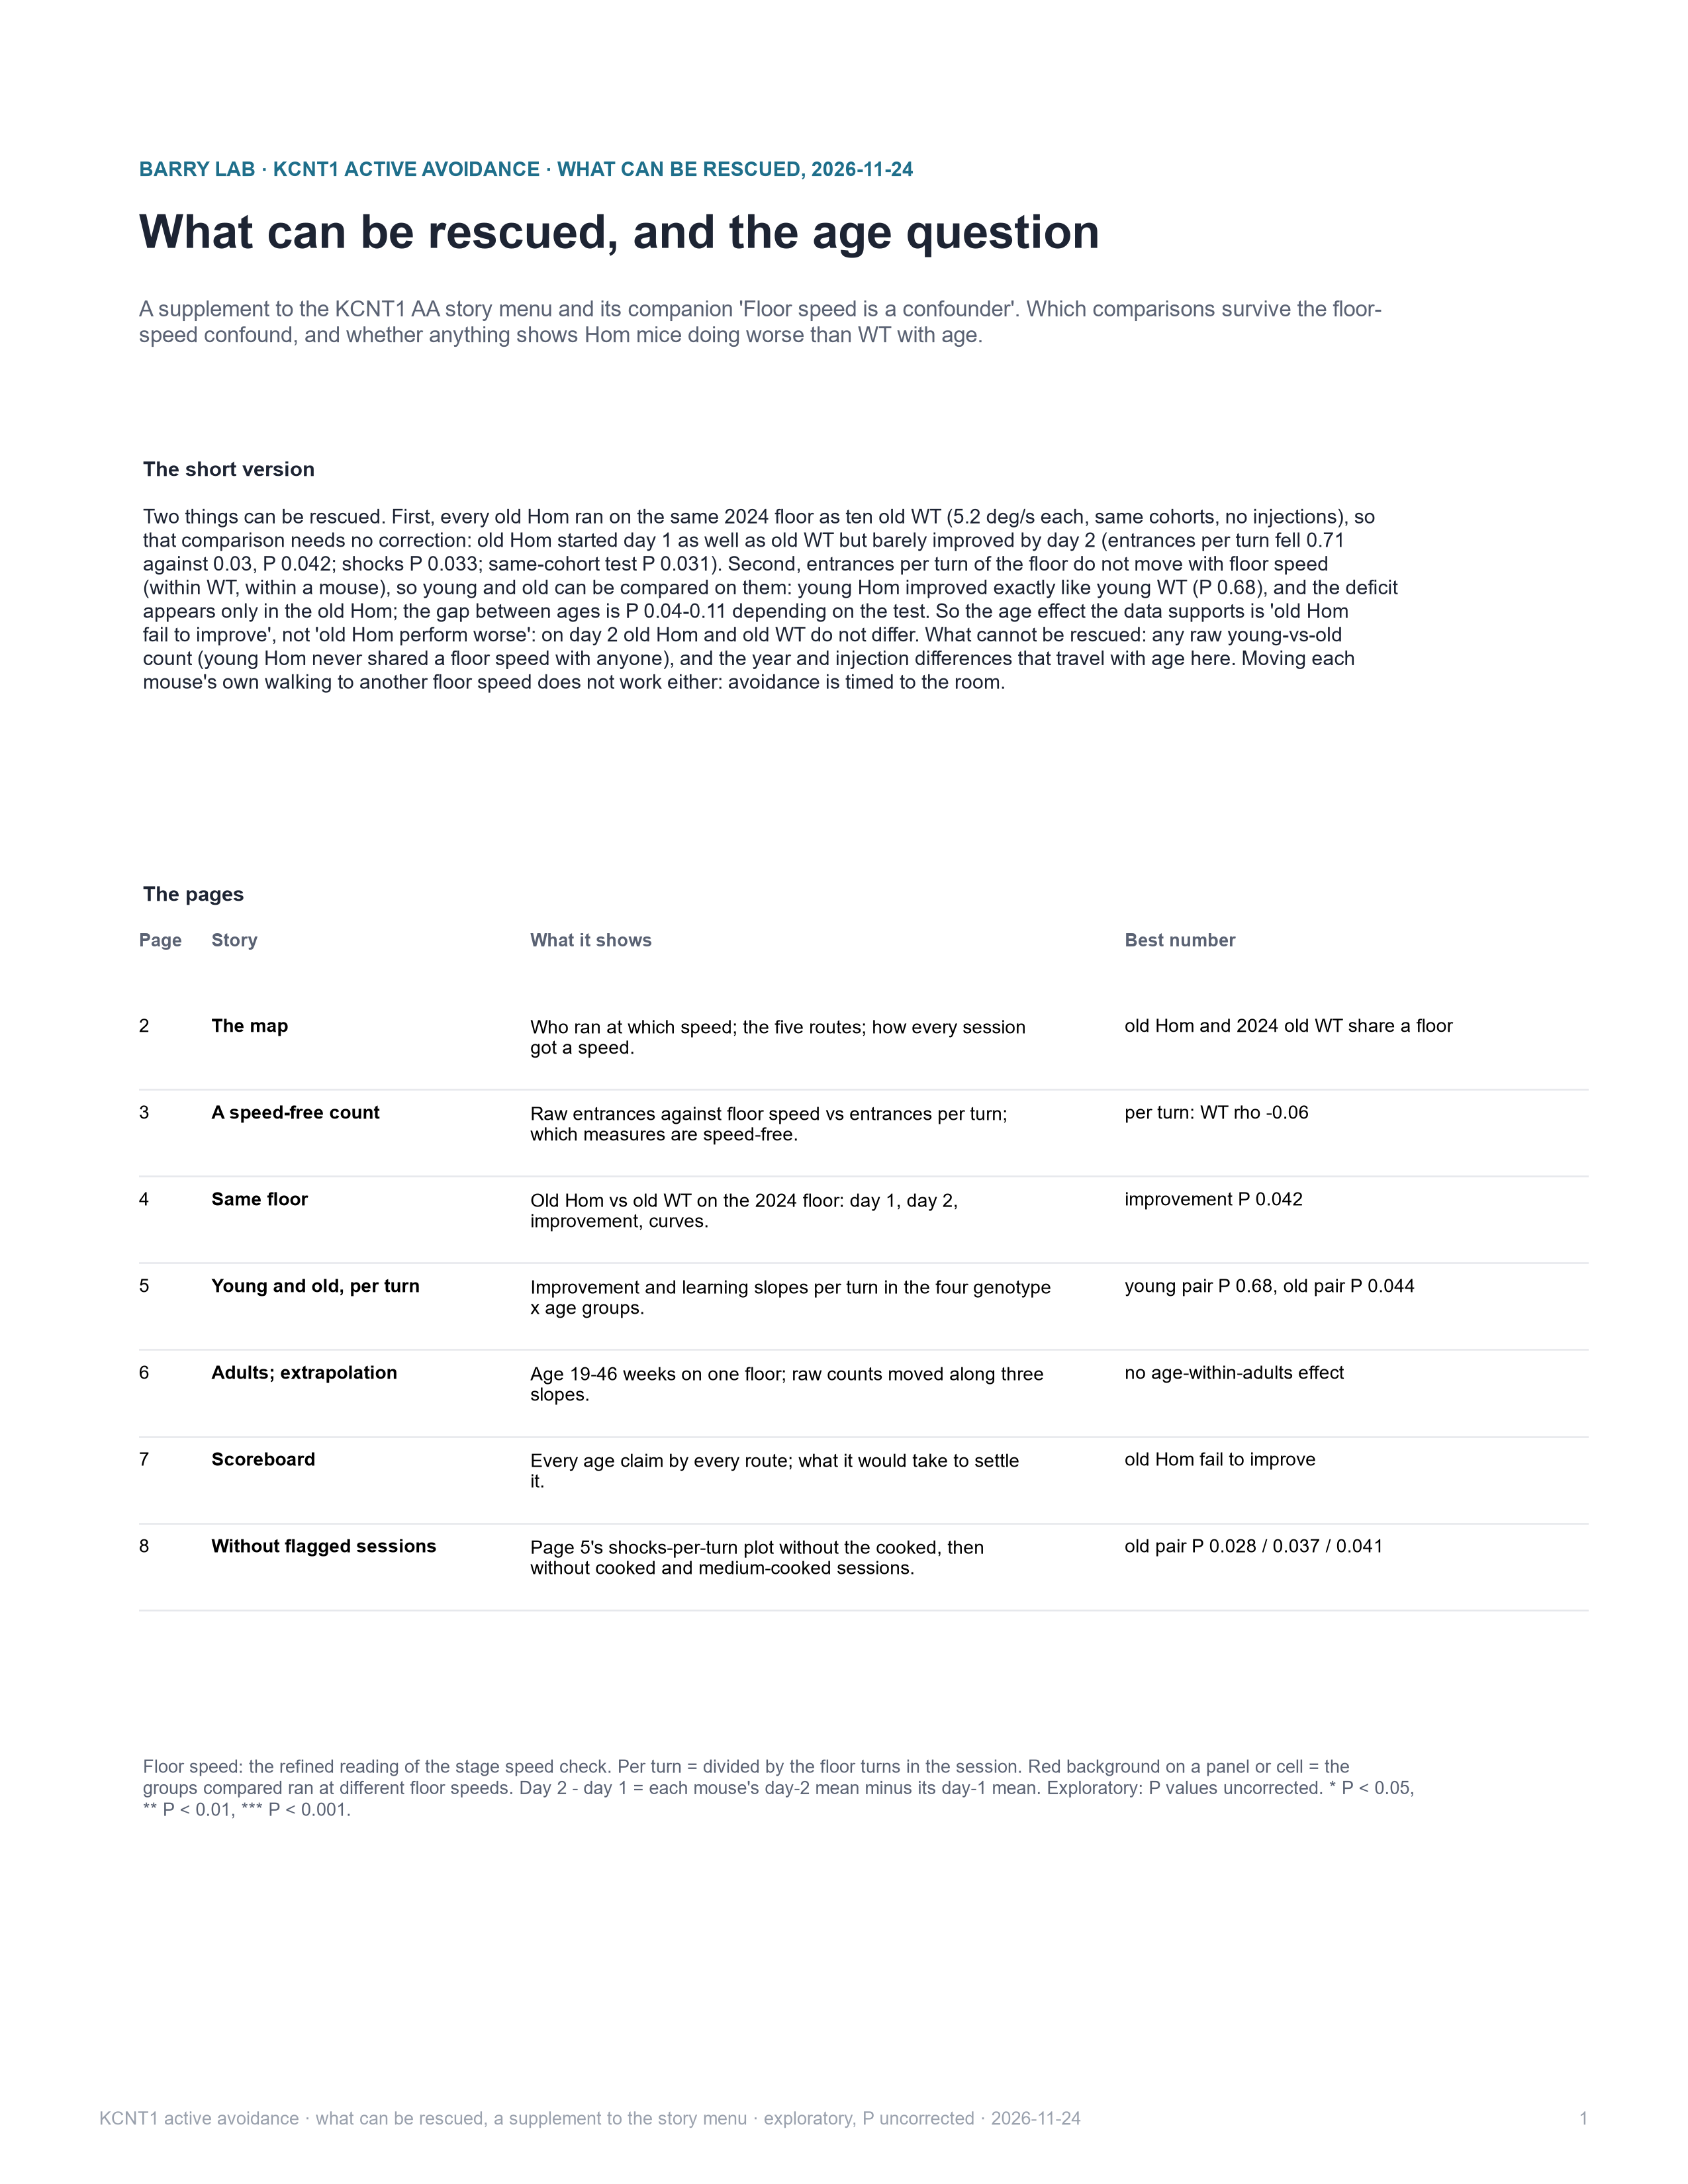 BARRY LAB · KCNT1 ACTIVE AVOIDANCE · WHAT CAN BE RESCUED, 2026-11-24
What can be rescued, and the age question
A supplement to the KCNT1 AA story menu and its companion 'Floor speed is a confounder'. Which comparisons survive the floor-
speed confound, and whether anything shows Hom mice doing worse than WT with age.
The short version
Two things can be rescued. First, every old Hom ran on the same 2024 floor as ten old WT (5.2 deg/s each, same cohorts, no injections), so
that comparison needs no correction: old Hom started day 1 as well as old WT but barely improved by day 2 (entrances per turn fell 0.71
against 0.03, P 0.042; shocks P 0.033; same-cohort test P 0.031). Second, entrances per turn of the floor do not move with floor speed
(within WT, within a mouse), so young and old can be compared on them: young Hom improved exactly like young WT (P 0.68), and the deficit
appears only in the old Hom; the gap between ages is P 0.04-0.11 depending on the test. So the age effect the data supports is 'old Hom
fail to improve', not 'old Hom perform worse': on day 2 old Hom and old WT do not differ. What cannot be rescued: any raw young-vs-old
count (young Hom never shared a floor speed with anyone), and the year and injection differences that travel with age here. Moving each
mouse's own walking to another floor speed does not work either: avoidance is timed to the room.
The pages
Page Story What it shows Best number
2 The map Who ran at which speed; the five routes; how every session old Hom and 2024 old WT share a floor
got a speed.
3 A speed-free count Raw entrances against floor speed vs entrances per turn; per turn: WT rho -0.06
which measures are speed-free.
4 Same floor Old Hom vs old WT on the 2024 floor: day 1, day 2, improvement P 0.042
improvement, curves.
5 Young and old, per turn Improvement and learning slopes per turn in the four genotype young pair P 0.68, old pair P 0.044
x age groups.
6 Adults; extrapolation Age 19-46 weeks on one floor; raw counts moved along three no age-within-adults effect
slopes.
7 Scoreboard Every age claim by every route; what it would take to settle old Hom fail to improve
it.
8 Without flagged sessions Page 5's shocks-per-turn plot without the cooked, then old pair P 0.028 / 0.037 / 0.041
without cooked and medium-cooked sessions.
Floor speed: the refined reading of the stage speed check. Per turn = divided by the floor turns in the session. Red background on a panel or cell = the
groups compared ran at different floor speeds. Day 2 - day 1 = each mouse's day-2 mean minus its day-1 mean. Exploratory: P values uncorrected. * P < 0.05,
** P < 0.01, *** P < 0.001.
KCNT1 active avoidance · what can be rescued, a supplement to the story menu · exploratory, P uncorrected · 2026-11-24 1